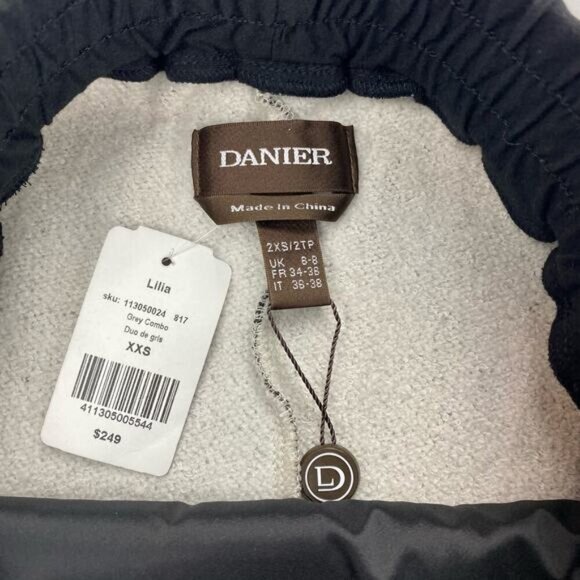 DANIER
Made In China
2XS/2TP
UK 6-8
FR 34-36
IT 36-38
Lilia
sku: 113050024 817
Grey Combo
Duo de gris
XXS
411305005544
$249
D